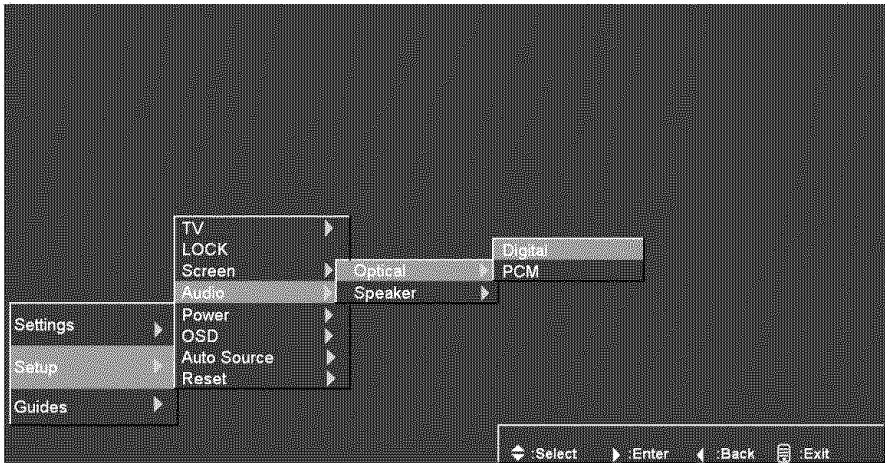 TV
LOCK
Screen
Audio
Power
OSD
Auto Source
Reset
Settings
Setup
Guides
Optical
Speaker
Digital
PCM
:Select :Enter :Back :Exit